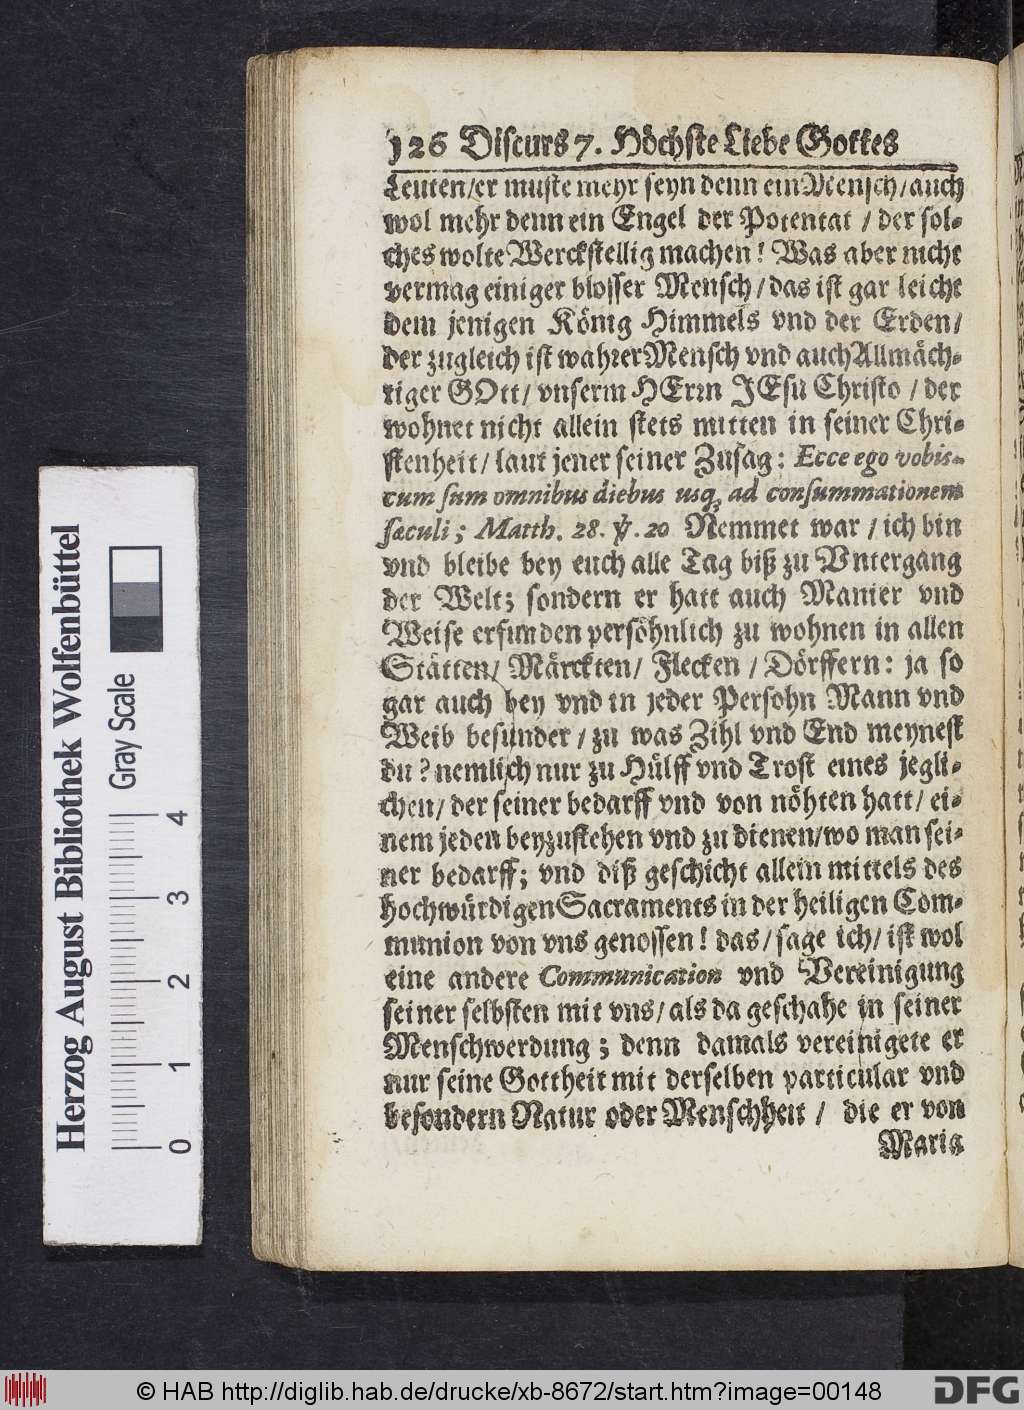 126 Discurs 7. Höchste Liebe Gottes
Leuten/er muste mehr seyn denn ein Mensch/auch
wol mehr denn ein Engel der Potentat / der sol-
ches wolte Werckstellig machen! Was aber nicht
vermag einiger blosser Mensch / das ist gar leicht
dem jenigen König Himmels vnd der Erden/
der zugleich ist wahrer Mensch vnd auch Allmäch-
tiger GOtt/ vnserm HErrn JEsu Christo / der
wohnet nicht allein stets mitten in seiner Chri-
stenheit/ laut jener seiner Zusag: Ecce ego vobis-
cum sum omnibus diebus usq; ad consummationem
sæculi; Matth. 28. ℣. 20 Nemmet war / ich bin
vnd bleibe bey euch alle Tag biß zu Vntergang
der Welt; sondern er hatt auch Manier vnd
Weise erfunden persöhnlich zu wohnen in allen
Stätten/ Märckten/ Flecken / Dörffern: ja so
gar auch bey vnd in jeder Persohn Mann vnd
Weib besunder / zu was Zihl vnd End meynest
du? nemlich nur zu Hülff vnd Trost eines jegli-
chen/ der seiner bedarff vnd von nöhten hatt/ ei-
nem jeden beyzustehen vnd zu dienen/wo man sei-
ner bedarff; vnd diß geschicht allein mittels des
hochwürdigen Sacraments in der heiligen Com-
munion von vns genossen! das/ sage ich/ ist wol
eine andere Communication vnd Vereinigung
seiner selbsten mit vns/ als da geschahe in seiner
Menschwerdung; denn damals vereinigete er
nur seine Gottheit mit derselben particular vnd
besondern Natur oder Menschheit / die er von
Maria
Herzog August Bibliothek Wolfenbüttel
Gray Scale
0 1 2 3 4
© HAB http://diglib.hab.de/drucke/xb-8672/start.htm?image=00148
DFG